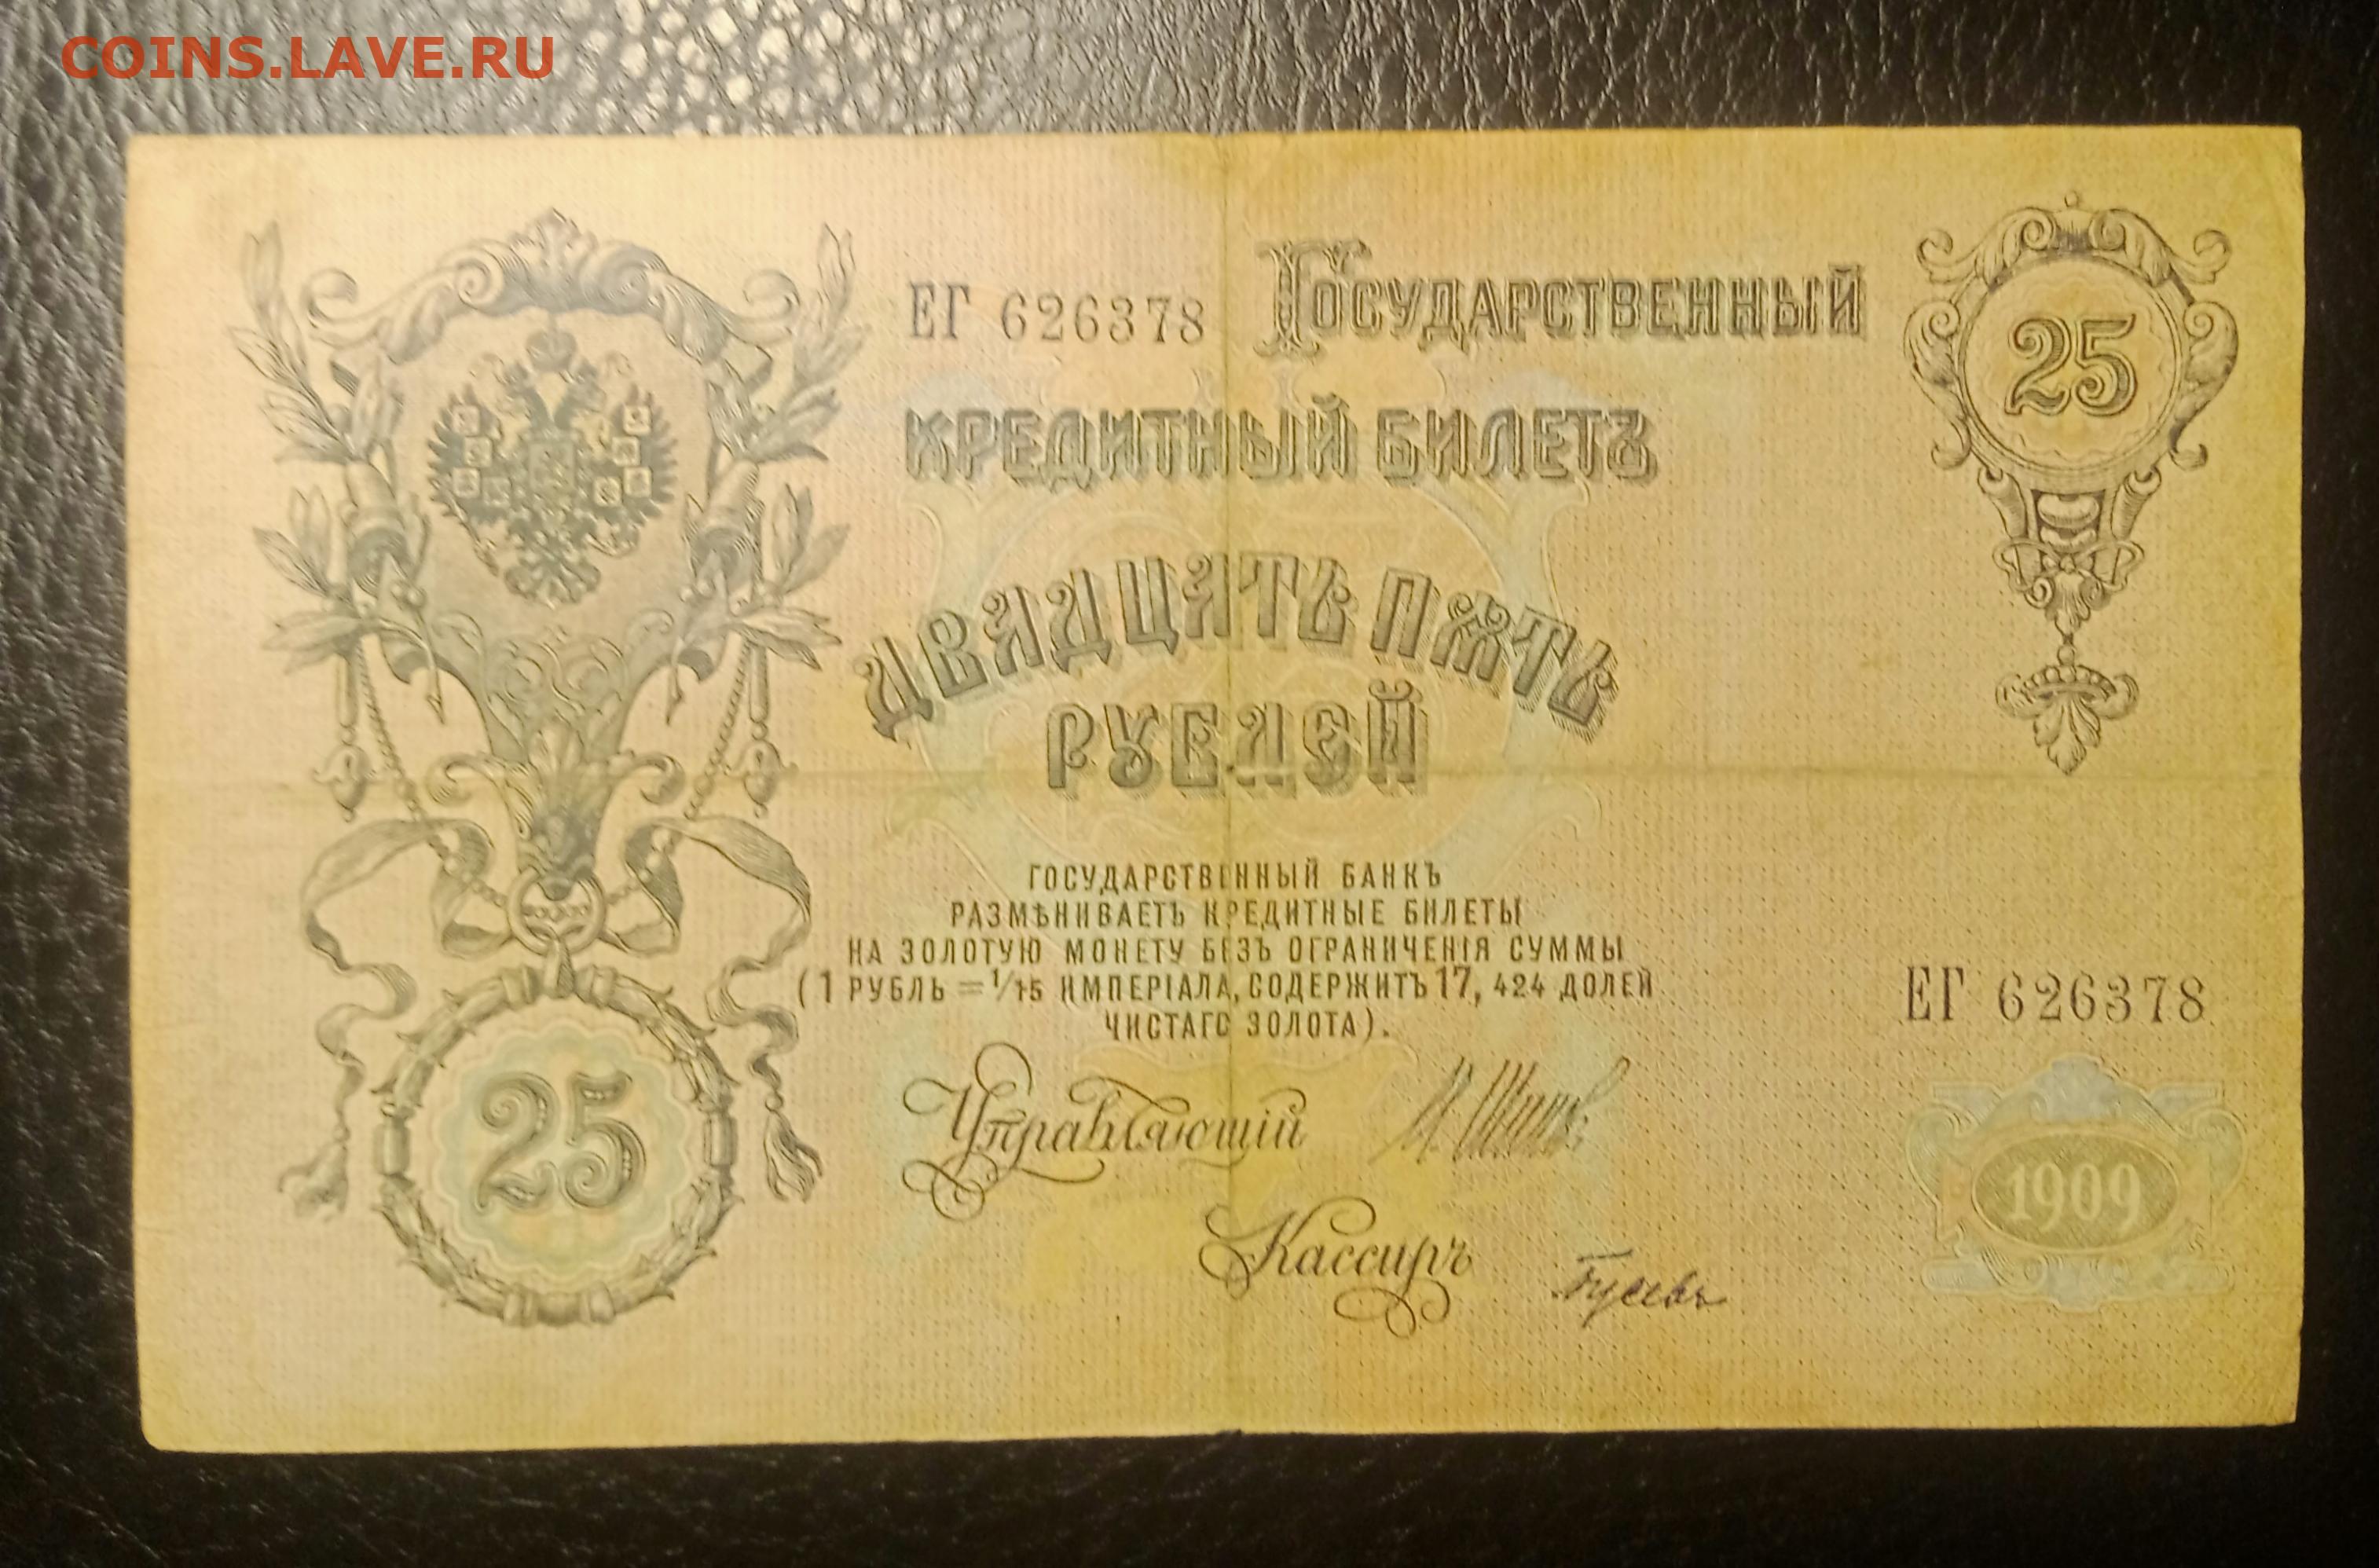 COINS.LAVE.RU
ЕГ 626378 ГОСУДАРСТВЕННЫЙ
25
КРЕДИТНЫЙ БИЛЕТЪ
ДВАДЦАТЬ ПЯТЬ
РУБЛЕЙ
ГОСУДАРСТВЕННЫЙ БАНКЪ
РАЗМѢНИВАЕТЪ КРЕДИТНЫЕ БИЛЕТЫ
НА ЗОЛОТУЮ МОНЕТУ БЕЗЪ ОГРАНИЧЕНІЯ СУММЫ
(1 РУБЛЬ = 1/15 ИМПЕРІАЛА, СОДЕРЖИТЪ 17, 424 ДОЛЕЙ
ЧИСТАГО ЗОЛОТА).
ЕГ 626378
25
Управляющій И Шипов
1909
Кассиръ Гусевъ